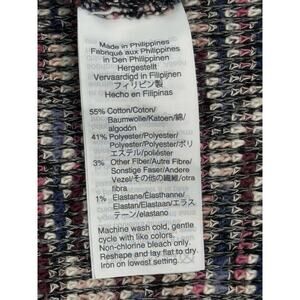 Made in Philippines
Fabriqué aux Philippines
In Den Philippinen
Hergestellt
Vervaardigd in Filipijnen
フィリピン製
Hecho en Filipinas
55% Cotton/Coton/
Baumwolle/Katoen/綿/
algodón
41% Polyester/Polyester/
Polyester/Polyester/ポリ
エステル/poliéster
3% Other Fiber/Autre Fibre/
Sonstige Faser/Andere
Vezel/その他の繊維/otra
fibra
1% Elastane/Élasthanne/
Elastan/Elastaan/エラス
テーン/elastano
Machine wash cold, gentle
cycle with like colors.
Non-chlorine bleach only.
Reshape and lay flat to dry.
Iron on lowest setting.